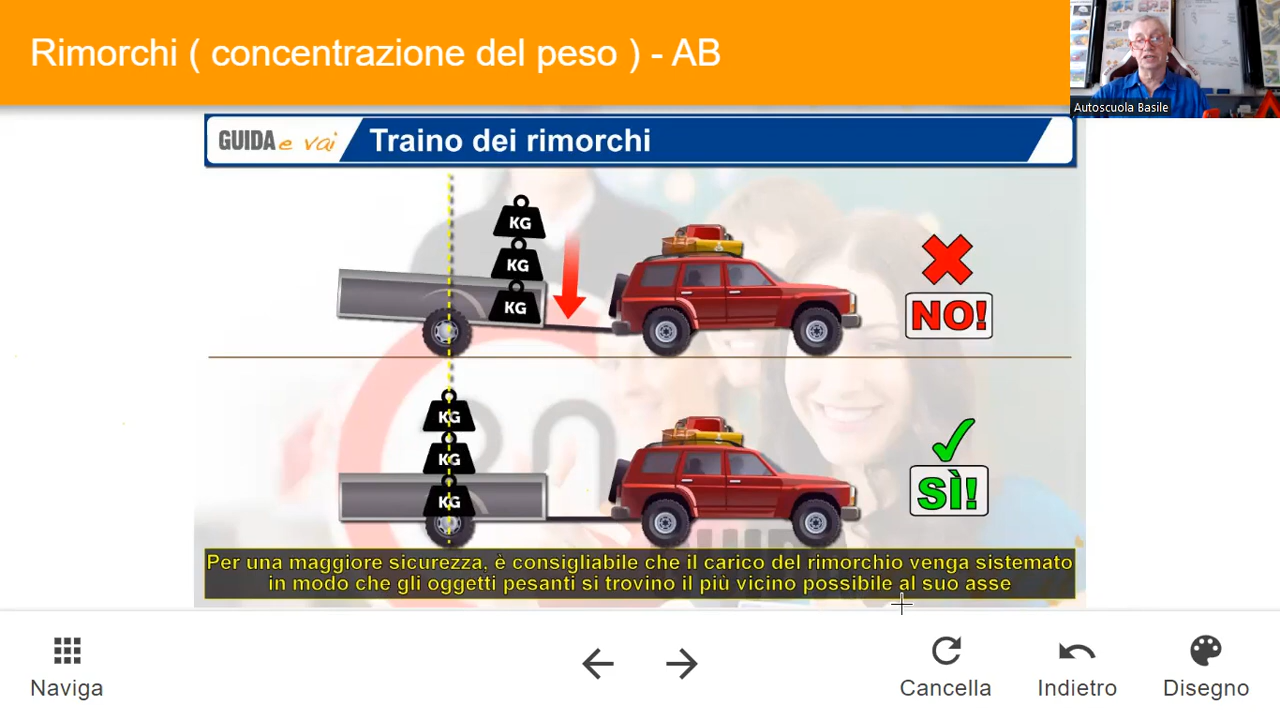 Rimorchi ( concentrazione del peso ) - AB
Autoscuola Basile
GUIDA e vai
Traino dei rimorchi
KG
KG
KG
NO!
KG
KG
KG
SÌ!
Per una maggiore sicurezza, è consigliabile che il carico del rimorchio venga sistemato
in modo che gli oggetti pesanti si trovino il più vicino possibile al suo asse
Naviga
Cancella
Indietro
Disegno